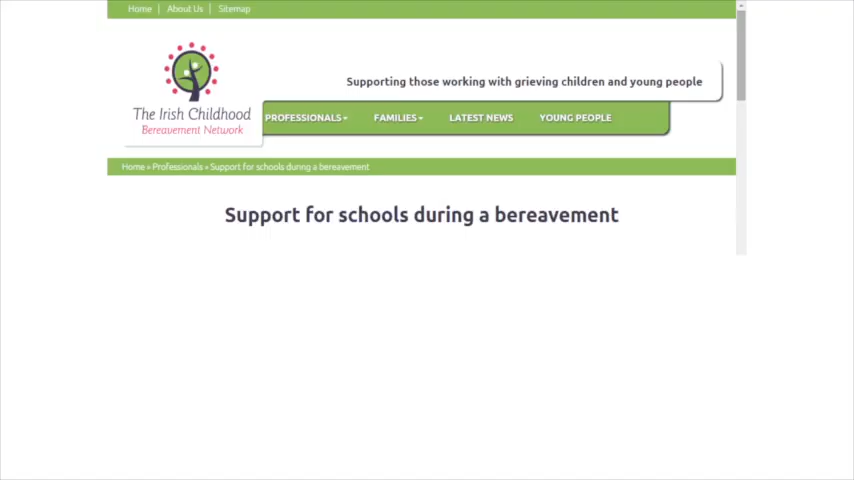 Home | About Us | Sitemap
The Irish Childhood
Bereavement Network
Supporting those working with grieving children and young people
PROFESSIONALS FAMILIES LATEST NEWS YOUNG PEOPLE
Home » Professionals » Support for schools during a bereavement
Support for schools during a bereavement